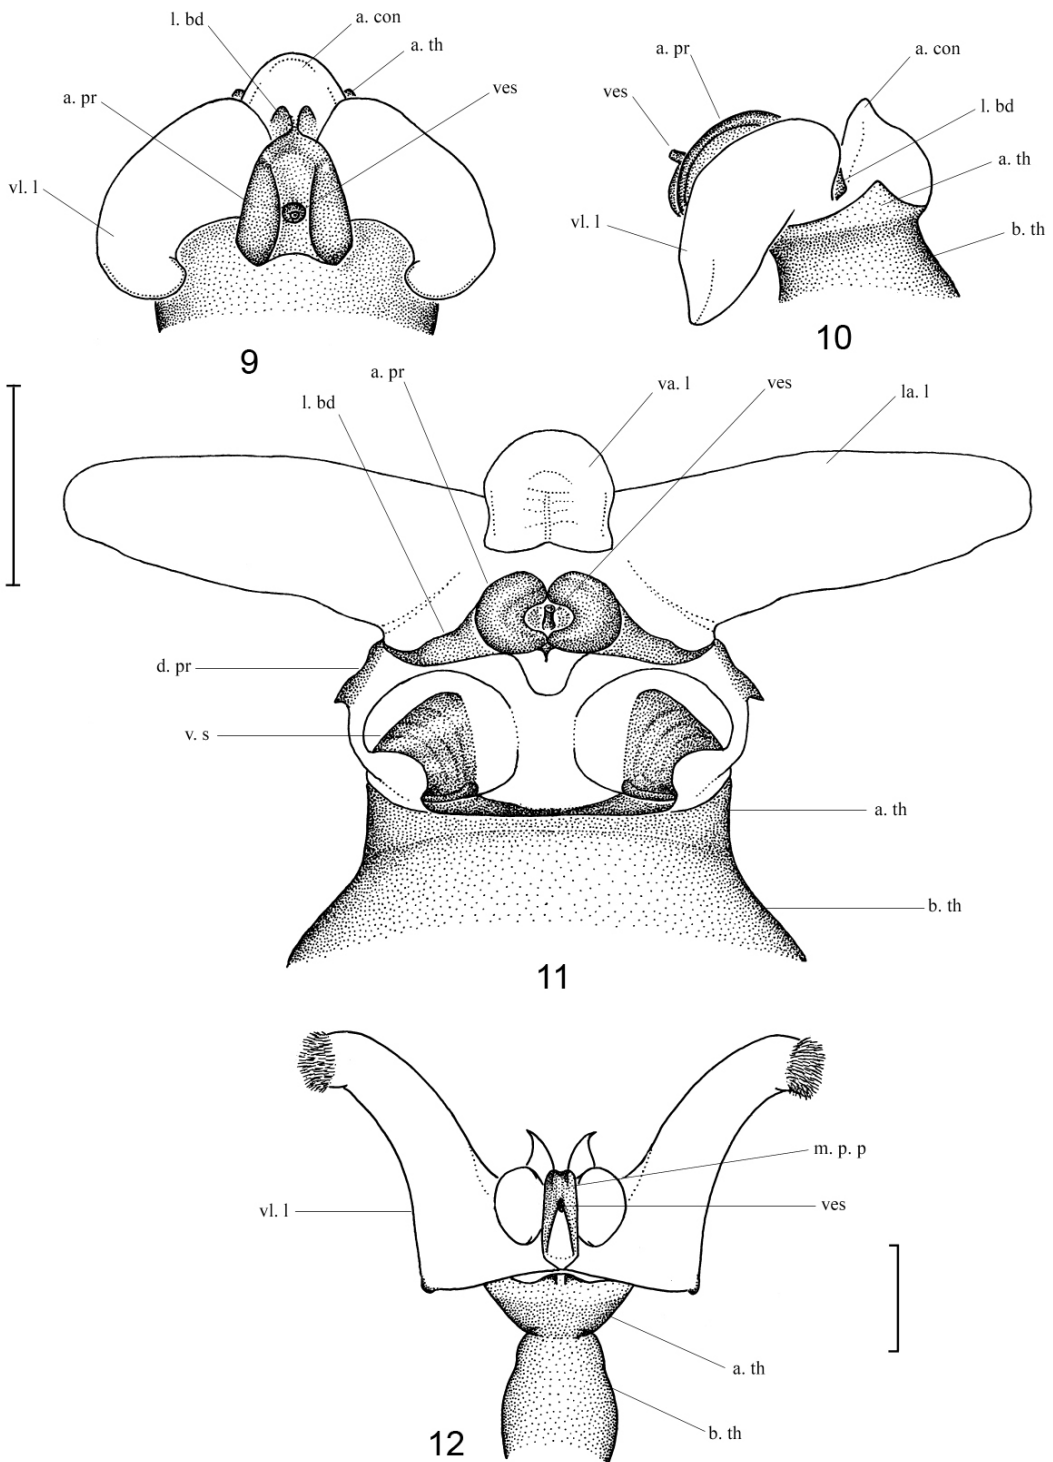 l. bd
a. con
a. th
a. pr
ves
vl. l
9
a. pr
a. con
ves
l. bd
a. th
vl. l
b. th
10
a. pr
va. l
ves
la. l
l. bd
d. pr
v. s
a. th
b. th
11
m. p. p
vl. l
ves
a. th
b. th
12